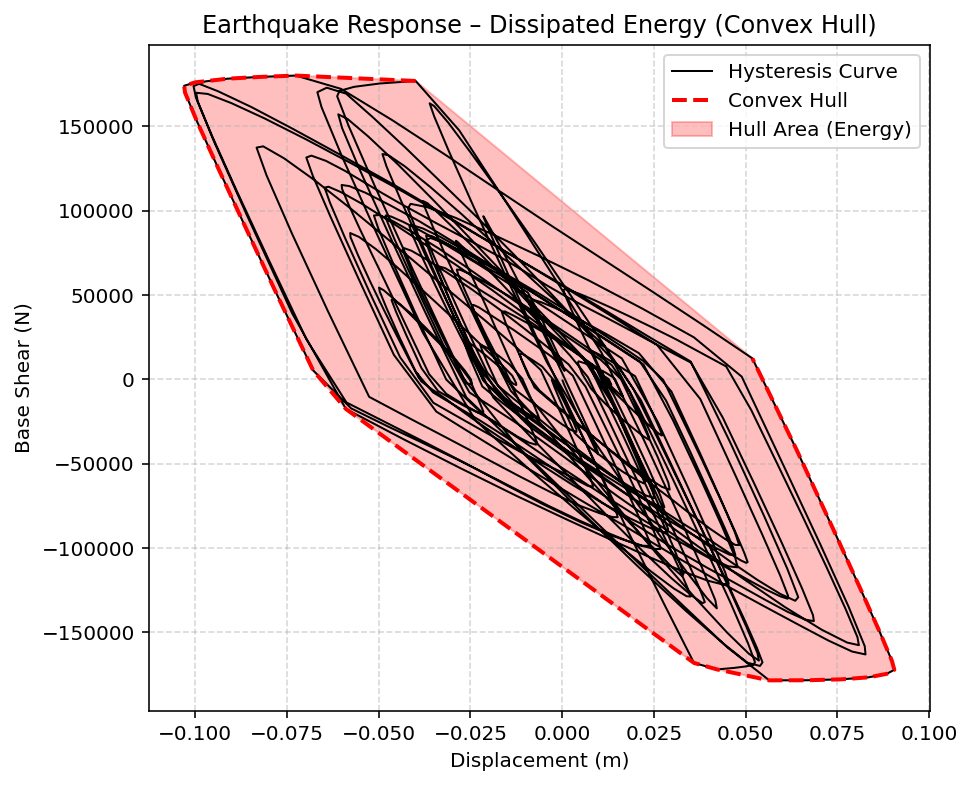 Earthquake Response – Dissipated Energy (Convex Hull)
Hysteresis Curve
Convex Hull
Hull Area (Energy)
Base Shear (N)
150000
100000
50000
0
−50000
−100000
−150000
−0.100
−0.075
−0.050
−0.025
0.000
0.025
0.050
0.075
0.100
Displacement (m)